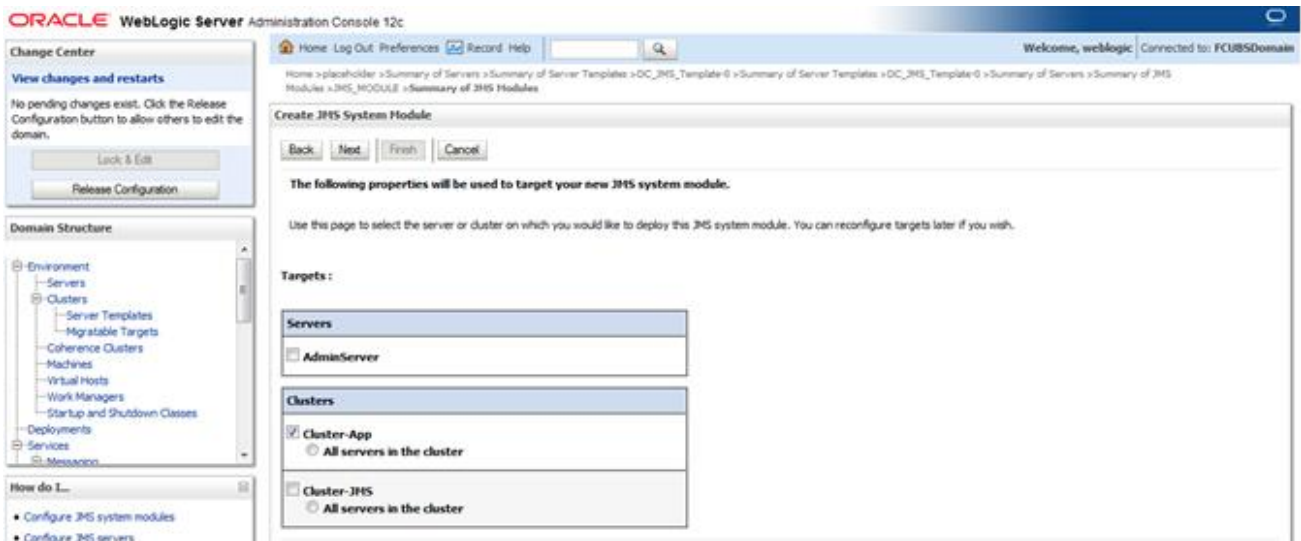 ORACLE WebLogic Server Administration Console 12c
Change Center
View changes and restarts
No pending changes exist. Click the Release
Configuration button to allow others to edit the
domain.
Lock & Edit
Release Configuration
Domain Structure
Environment
Servers
Clusters
Server Templates
Migratable Targets
Coherence Clusters
Machines
Virtual Hosts
Work Managers
Startup and Shutdown Classes
Deployments
Services
Messaging
How do I...
Configure JMS system modules
Configure JMS servers
Home Log Out Preferences Record Help
Welcome, weblogic Connected to: FCUBSDomain
Home >placeholder >Summary of Servers >Summary of Server Templates >DC_JMS_Template-0 >Summary of Server Templates >DC_JMS_Template-0 >Summary of Servers >Summary of JMS
Modules >JMS_MODULE >Summary of JMS Modules
Create JMS System Module
Back Next Finish Cancel
The following properties will be used to target your new JMS system module.
Use this page to select the server or cluster on which you would like to deploy this JMS system module. You can reconfigure targets later if you wish.
Targets :
Servers
AdminServer
Clusters
Cluster-App
All servers in the cluster
Cluster-JMS
All servers in the cluster